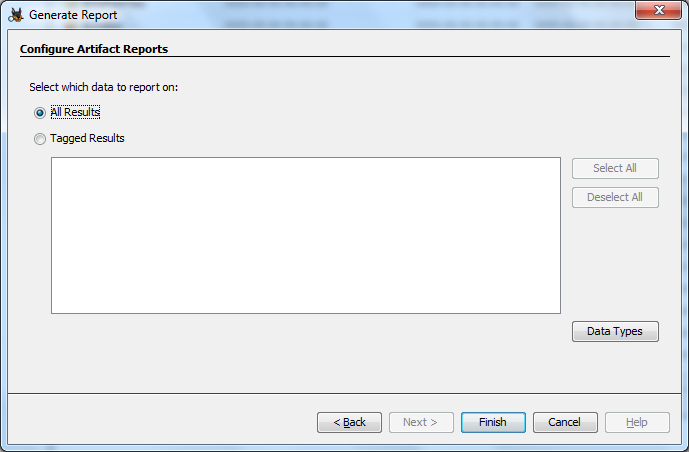 Generate Report
Configure Artifact Reports
Select which data to report on:
All Results
Tagged Results
Select All
Deselect All
Data Types
< Back
Next >
Finish
Cancel
Help